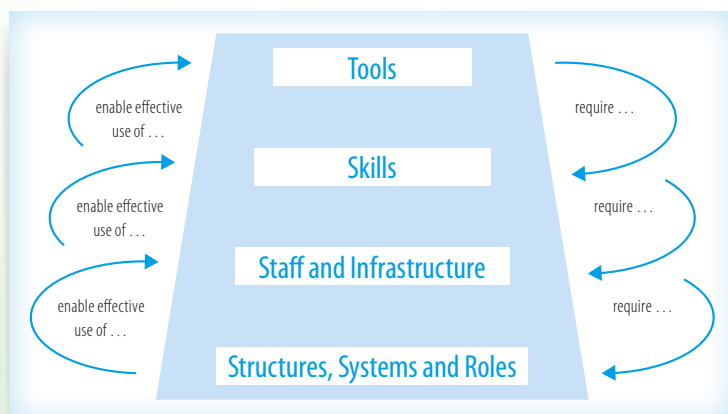 Tools
enable effective
use of …
require …
Skills
enable effective
use of …
require …
Staff and Infrastructure
enable effective
use of …
require …
Structures, Systems and Roles